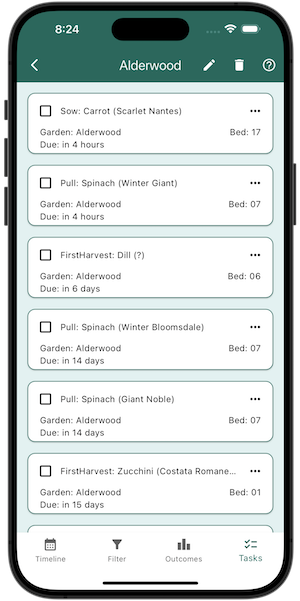 8:24
Alderwood
Sow: Carrot (Scarlet Nantes)
Garden: Alderwood Bed: 17
Due: in 4 hours
Pull: Spinach (Winter Giant)
Garden: Alderwood Bed: 07
Due: in 4 hours
FirstHarvest: Dill (?)
Garden: Alderwood Bed: 06
Due: in 6 days
Pull: Spinach (Winter Bloomsdale)
Garden: Alderwood Bed: 07
Due: in 14 days
Pull: Spinach (Giant Noble)
Garden: Alderwood Bed: 07
Due: in 14 days
FirstHarvest: Zucchini (Costata Romane...
Garden: Alderwood Bed: 01
Due: in 15 days
Timeline Filter Outcomes Tasks